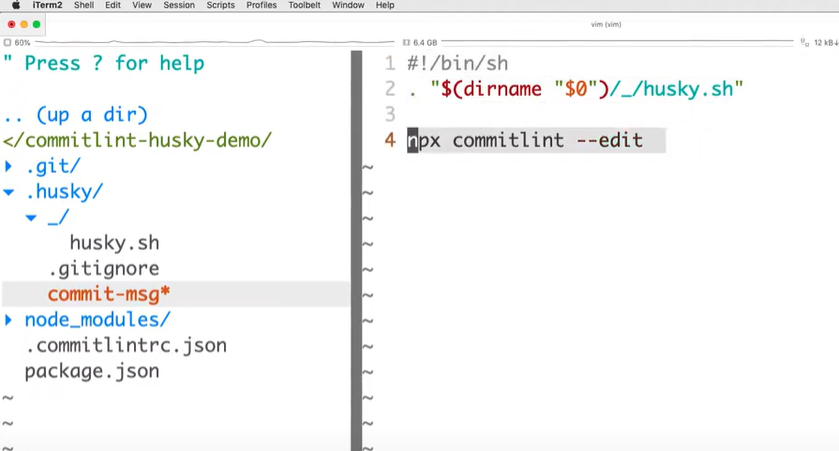 iTerm2 Shell Edit View Session Scripts Profiles Toolbelt Window Help
vim (vim)
60% 6.4 GB 12 kB↓
" Press ? for help
.. (up a dir)
</commitlint-husky-demo/
▸ .git/
▾ .husky/
▾ _/
husky.sh
.gitignore
commit-msg*
▸ node_modules/
.commitlintrc.json
package.json
~
~
~
1 #!/bin/sh
2 . "$(dirname "$0")/_/husky.sh"
3
4 npx commitlint --edit
~
~
~
~
~
~
~
~
~
~
~
~